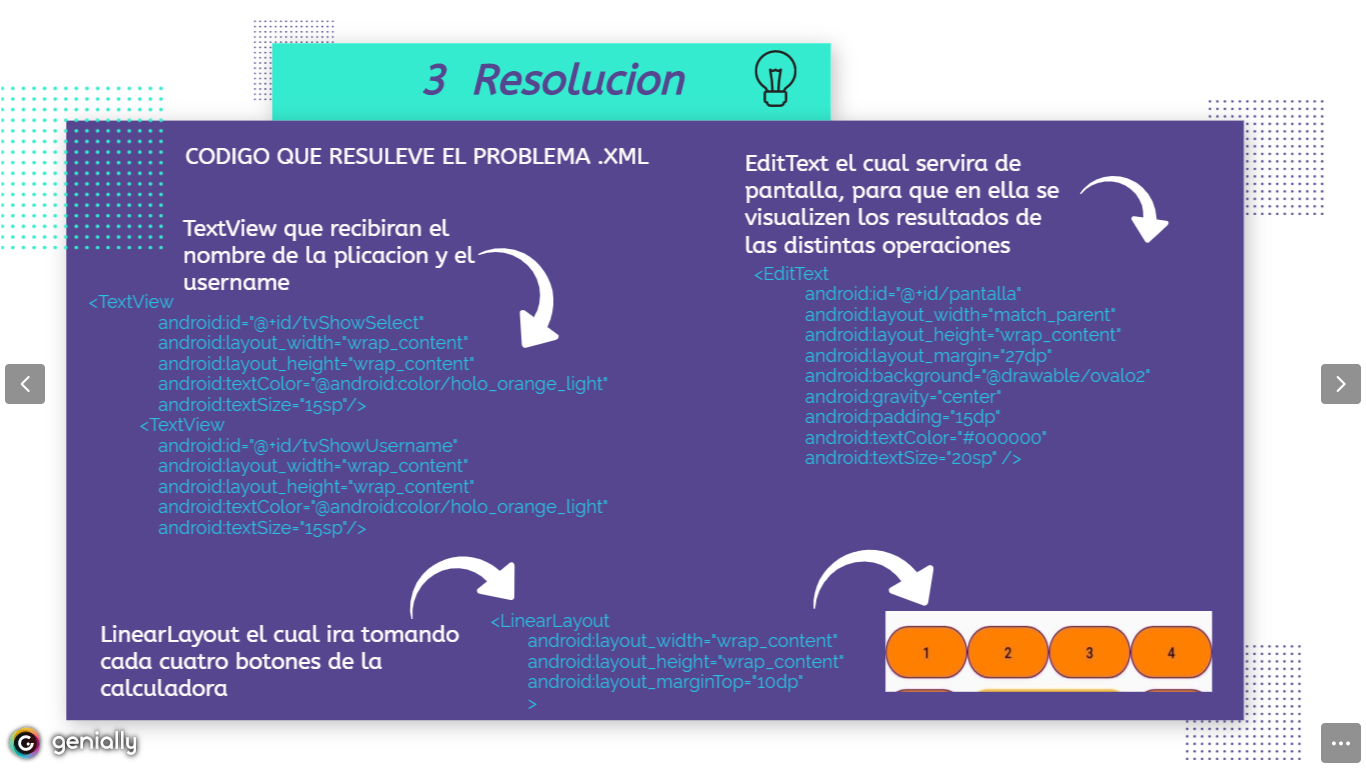 3 Resolucion
CODIGO QUE RESULEVE EL PROBLEMA .XML
TextView que recibiran el
nombre de la plicacion y el
username
<TextView
android:id="@+id/tvShowSelect"
android:layout_width="wrap_content"
android:layout_height="wrap_content"
android:textColor="@android:color/holo_orange_light"
android:textSize="15sp"/>
<TextView
android:id="@+id/tvShowUsername"
android:layout_width="wrap_content"
android:layout_height="wrap_content"
android:textColor="@android:color/holo_orange_light"
android:textSize="15sp"/>
EditText el cual servira de
pantalla, para que en ella se
visualizen los resultados de
las distintas operaciones
<EditText
android:id="@+id/pantalla"
android:layout_width="match_parent"
android:layout_height="wrap_content"
android:layout_margin="27dp"
android:background="@drawable/ovalo2"
android:gravity="center"
android:padding="15dp"
android:textColor="#000000"
android:textSize="20sp" />
LinearLayout el cual ira tomando
cada cuatro botones de la
calculadora
<LinearLayout
android:layout_width="wrap_content"
android:layout_height="wrap_content"
android:layout_marginTop="10dp"
>
1 2 3 4
genially